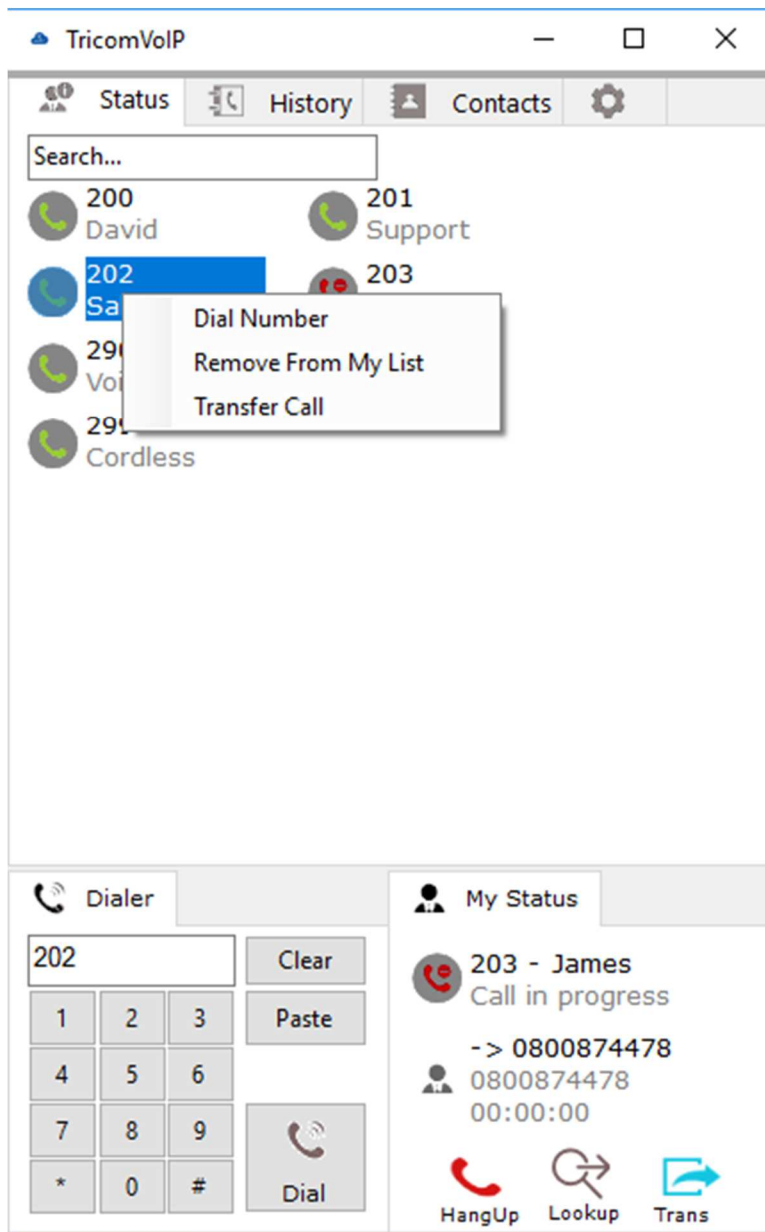 TricomVoIP
Status History Contacts
Search...
200
David
201
Support
202
203
Dial Number
Remove From My List
Transfer Call
Cordless
Dialer
202
Clear
Paste
1 2 3
4 5 6
7 8 9
* 0 #
Dial
My Status
203 - James
Call in progress
-> 0800874478
0800874478
00:00:00
HangUp Lookup Trans